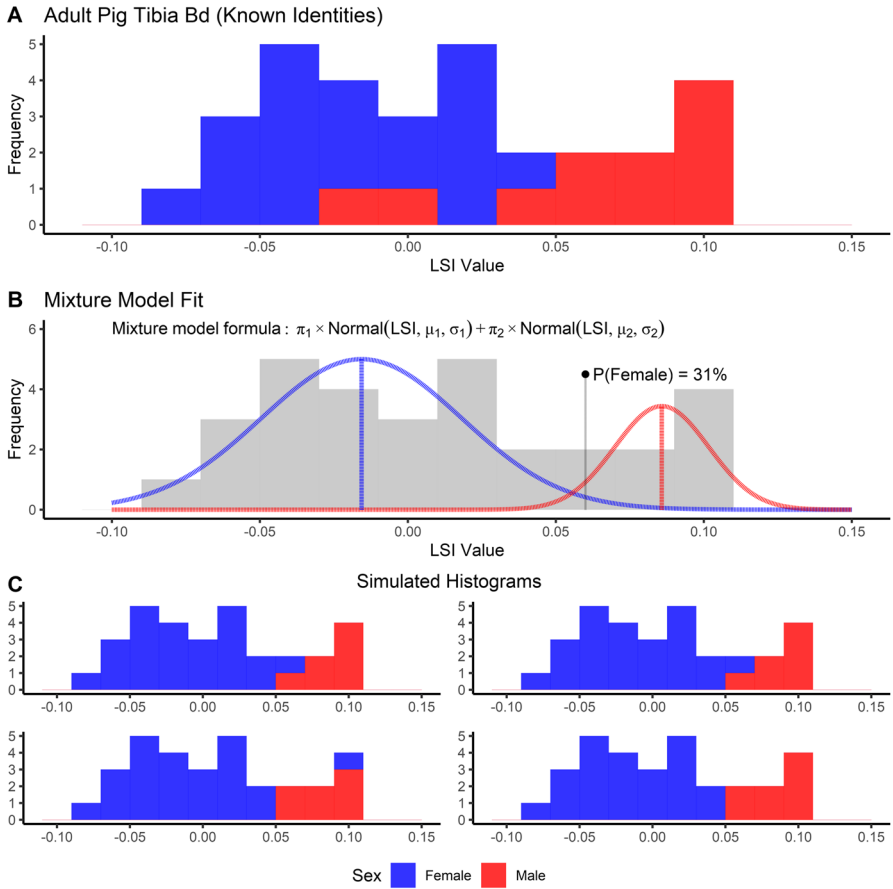 A Adult Pig Tibia Bd (Known Identities)
5
4
3
2
1
0
Frequency
-0.10 -0.05 0.00 0.05 0.10 0.15
LSI Value
B Mixture Model Fit
6
4
2
0
Frequency
Mixture model formula : π₁ × Normal(LSI, μ₁, σ₁) + π₂ × Normal(LSI, μ₂, σ₂)
P(Female) = 31%
-0.10 -0.05 0.00 0.05 0.10 0.15
LSI Value
C Simulated Histograms
5
4
3
2
1
0
-0.10 -0.05 0.00 0.05 0.10 0.15
5
4
3
2
1
0
-0.10 -0.05 0.00 0.05 0.10 0.15
5
4
3
2
1
0
-0.10 -0.05 0.00 0.05 0.10 0.15
5
4
3
2
1
0
-0.10 -0.05 0.00 0.05 0.10 0.15
Sex Female Male